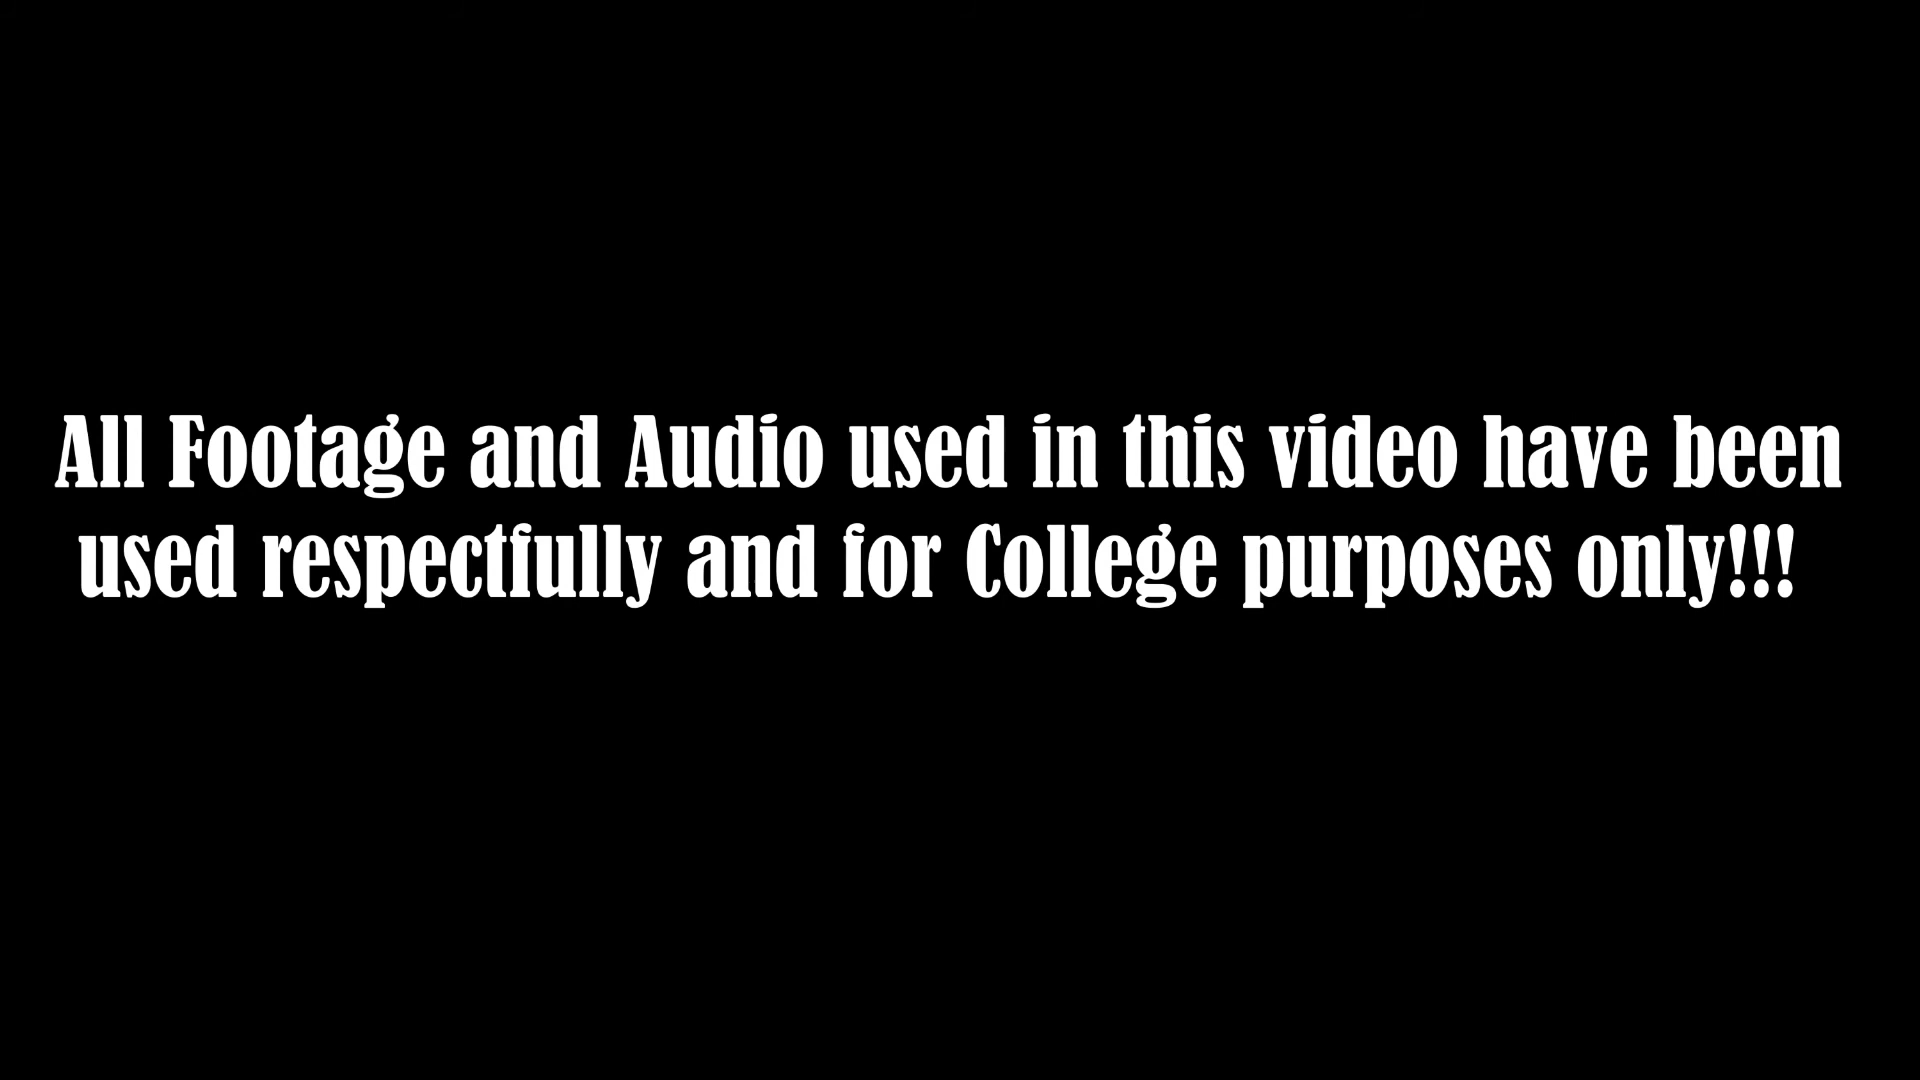 All Footage and Audio used in this video have been
used respectfully and for College purposes only!!!